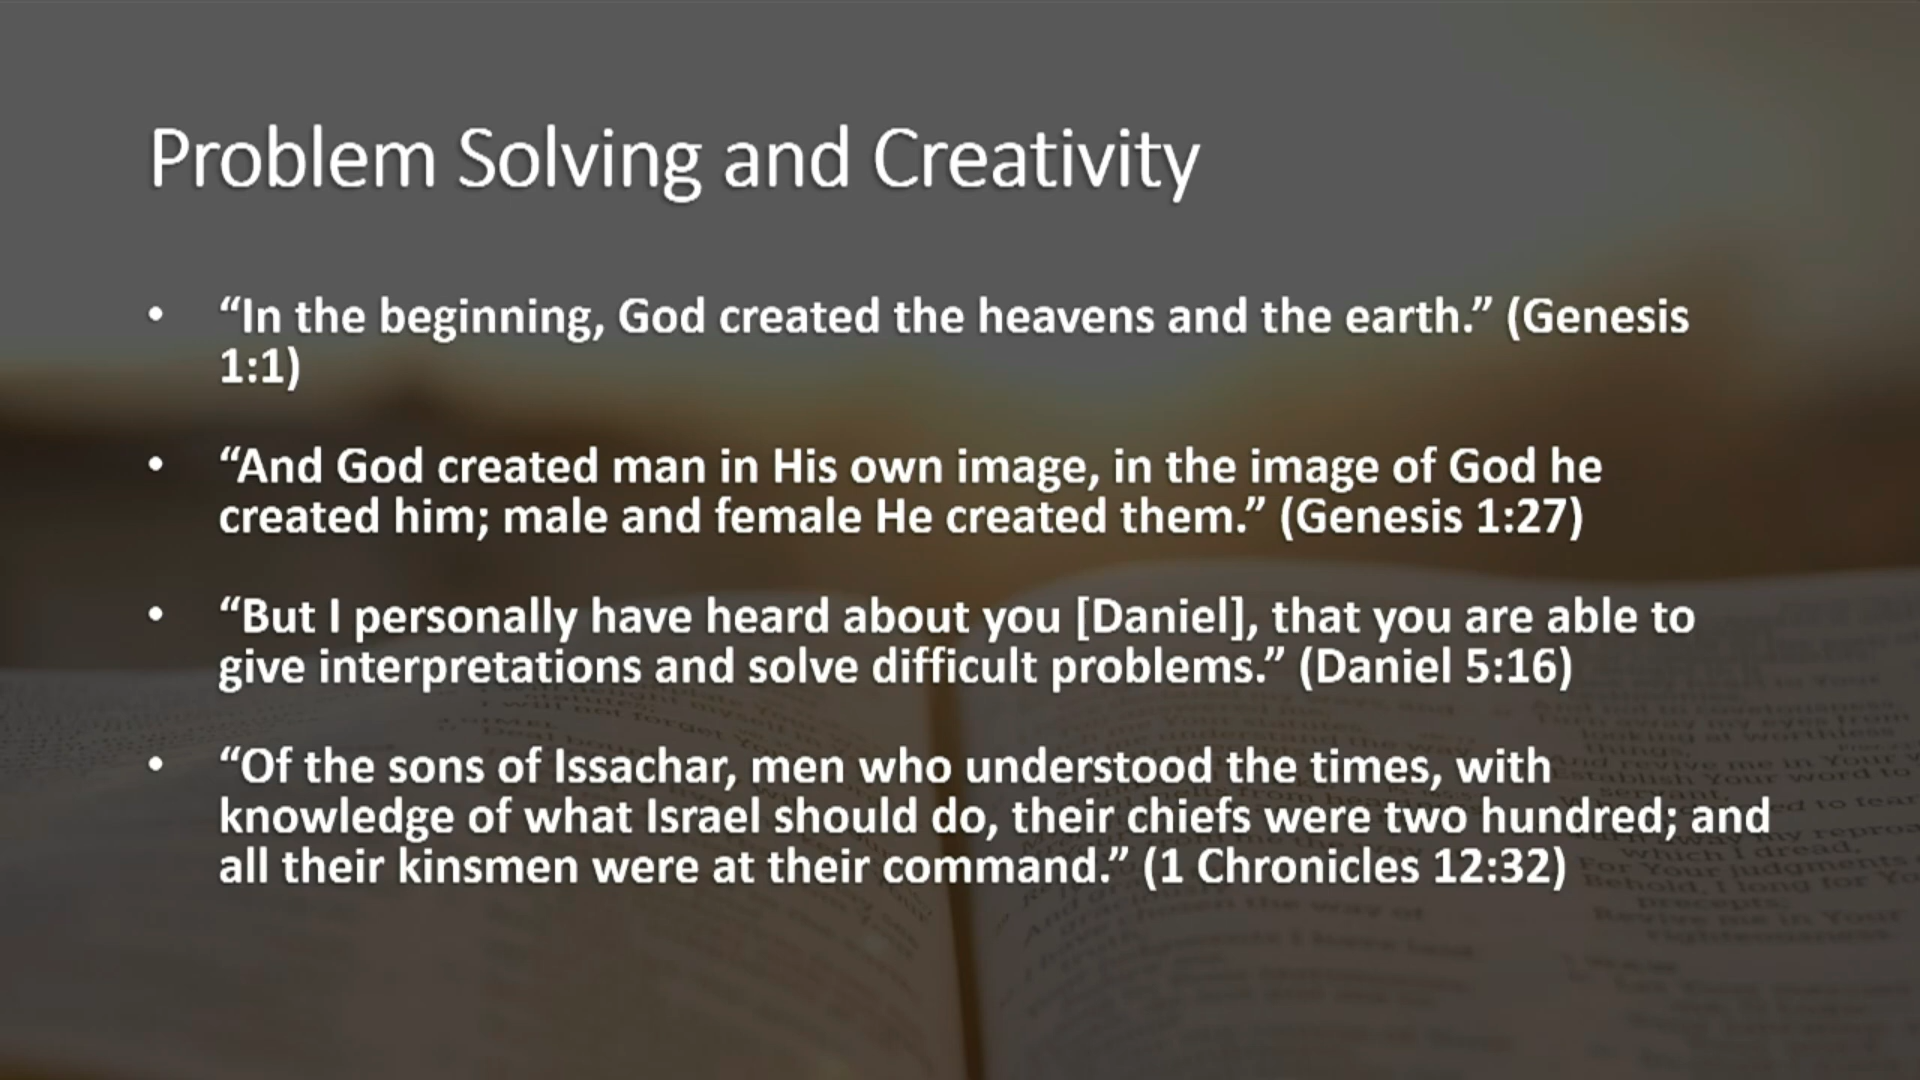 Problem Solving and Creativity
• “In the beginning, God created the heavens and the earth.” (Genesis
1:1)
• “And God created man in His own image, in the image of God he
created him; male and female He created them.” (Genesis 1:27)
• “But I personally have heard about you [Daniel], that you are able to
give interpretations and solve difficult problems.” (Daniel 5:16)
• “Of the sons of Issachar, men who understood the times, with
knowledge of what Israel should do, their chiefs were two hundred; and
all their kinsmen were at their command.” (1 Chronicles 12:32)